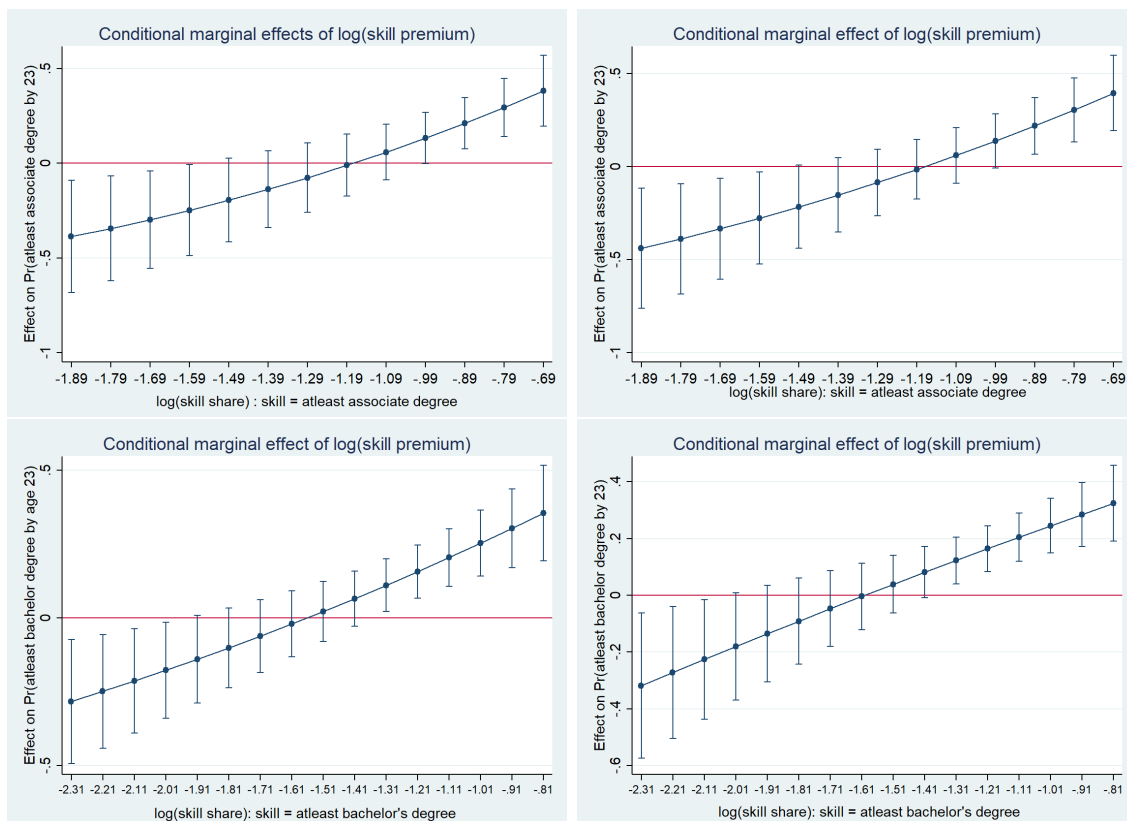 Conditional marginal effects of log(skill premium)
Effect on Pr(atleast associate degree by 23)
.5
0
-.5
-1
-1.89 -1.79 -1.69 -1.59 -1.49 -1.39 -1.29 -1.19 -1.09 -.99 -.89 -.79 -.69
log(skill share) : skill = atleast associate degree
Conditional marginal effect of log(skill premium)
Effect on Pr(atleast associate degree by 23)
.5
0
-.5
-1
-1.89 -1.79 -1.69 -1.59 -1.49 -1.39 -1.29 -1.19 -1.09 -.99 -.89 -.79 -.69
log(skill share): skill = atleast associate degree
Conditional marginal effect of log(skill premium)
Effect on Pr(atleast bachelor degree by age 23)
.5
0
-.5
-2.31 -2.21 -2.11 -2.01 -1.91 -1.81 -1.71 -1.61 -1.51 -1.41 -1.31 -1.21 -1.11 -1.01 -.91 -.81
log(skill share): skill = atleast bachelor's degree
Conditional marginal effect of log(skill premium)
Effect on Pr(atleast bachelor degree by 23)
.4
.2
0
-.2
-.4
-.6
-2.31 -2.21 -2.11 -2.01 -1.91 -1.81 -1.71 -1.61 -1.51 -1.41 -1.31 -1.21 -1.11 -1.01 -.91 -.81
log(skill share): skill = atleast bachelor's degree